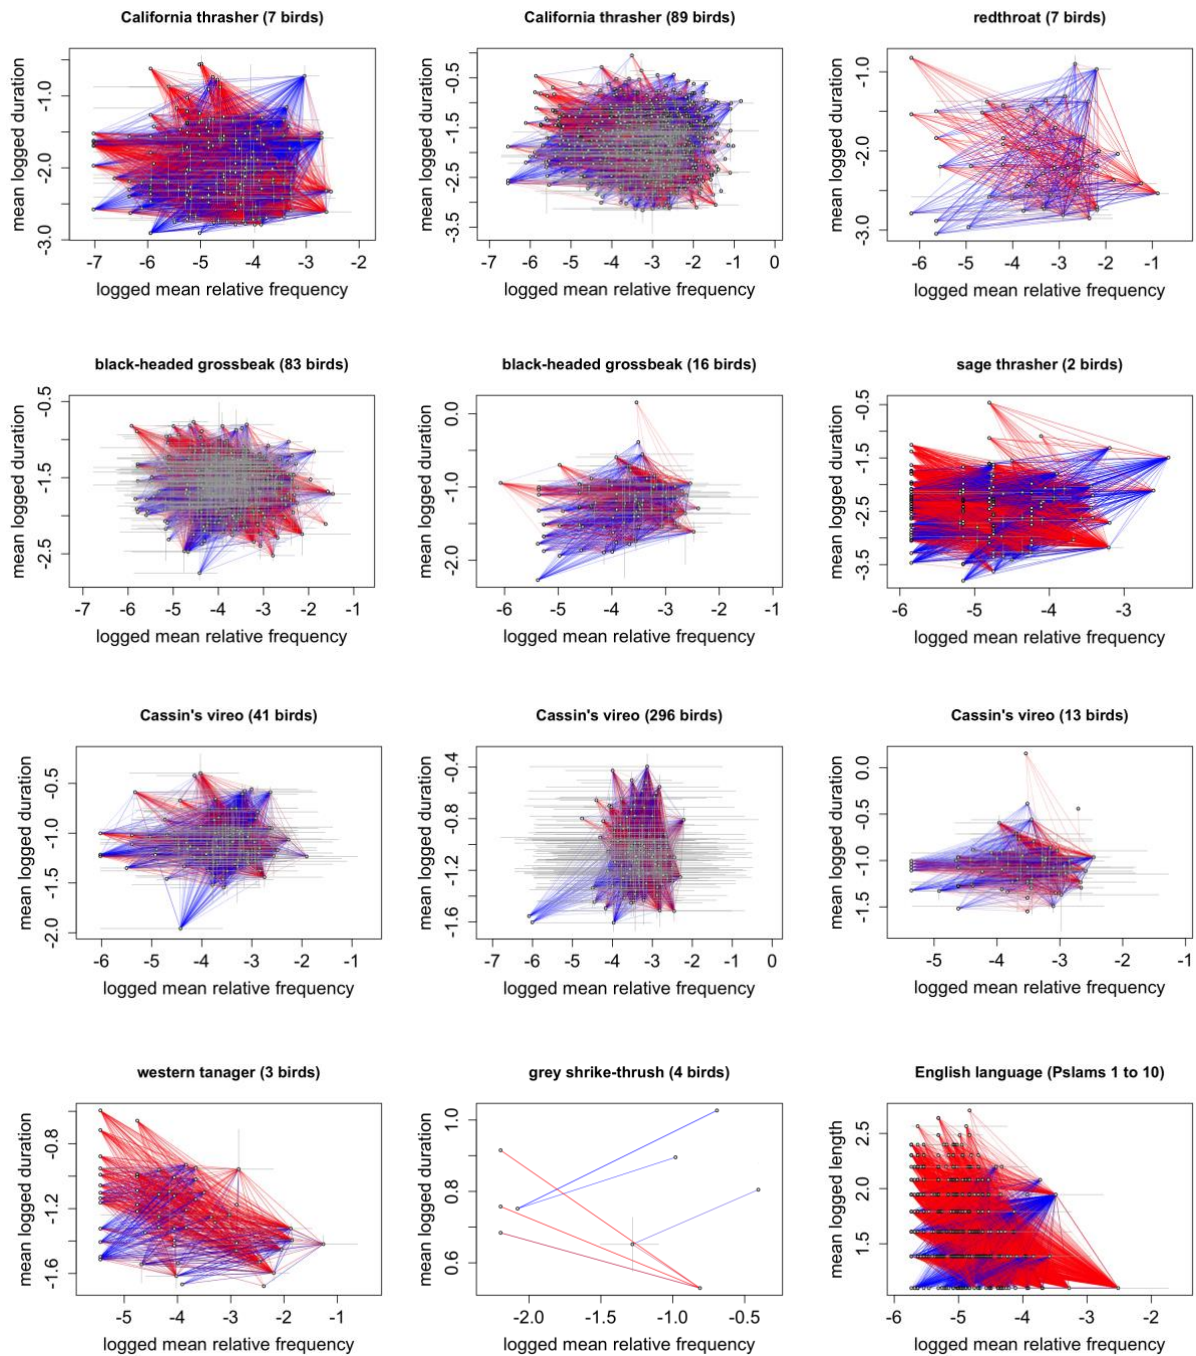 California thrasher (7 birds)
California thrasher (89 birds)
redthroat (7 birds)
mean logged duration
-1.0
-2.0
-3.0
-7 -6 -5 -4 -3 -2
logged mean relative frequency
mean logged duration
-0.5
-1.5
-2.5
-3.5
-7 -6 -5 -4 -3 -2 -1 0
logged mean relative frequency
mean logged duration
-1.0
-2.0
-3.0
-6 -5 -4 -3 -2 -1
logged mean relative frequency
black-headed grossbeak (83 birds)
black-headed grossbeak (16 birds)
sage thrasher (2 birds)
mean logged duration
-0.5
-1.5
-2.5
-7 -6 -5 -4 -3 -2 -1
logged mean relative frequency
mean logged duration
0.0
-1.0
-2.0
-6 -5 -4 -3 -2 -1
logged mean relative frequency
mean logged duration
-0.5
-1.5
-2.5
-3.5
-6 -5 -4 -3
logged mean relative frequency
Cassin's vireo (41 birds)
Cassin's vireo (296 birds)
Cassin's vireo (13 birds)
mean logged duration
-0.5
-1.0
-1.5
-2.0
-6 -5 -4 -3 -2 -1
logged mean relative frequency
mean logged duration
-0.4
-0.8
-1.2
-1.6
-7 -6 -5 -4 -3 -2 -1 0
logged mean relative frequency
mean logged duration
0.0
-0.5
-1.0
-1.5
-5 -4 -3 -2 -1
logged mean relative frequency
western tanager (3 birds)
grey shrike-thrush (4 birds)
English language (Pslams 1 to 10)
mean logged duration
-0.8
-1.2
-1.6
-5 -4 -3 -2 -1
logged mean relative frequency
mean logged duration
1.0
0.8
0.6
-2.0 -1.5 -1.0 -0.5
logged mean relative frequency
mean logged length
2.5
2.0
1.5
-6 -5 -4 -3 -2
logged mean relative frequency